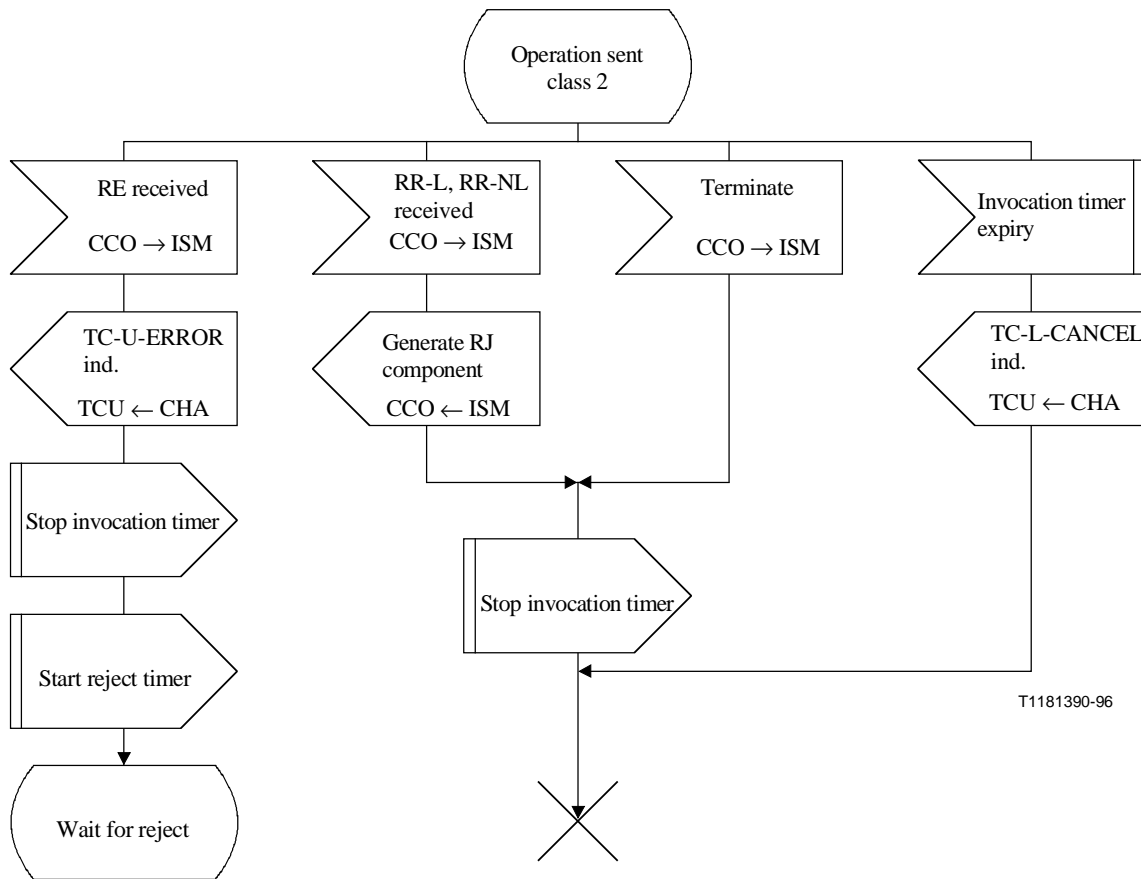 Operation sent
class 2
RE received
CCO → ISM
RR-L, RR-NL
received
CCO → ISM
Terminate
CCO → ISM
Invocation timer
expiry
TC-U-ERROR
ind.
TCU ← CHA
Generate RJ
component
CCO ← ISM
TC-L-CANCEL
ind.
TCU ← CHA
Stop invocation timer
Stop invocation timer
Start reject timer
T1181390-96
Wait for reject